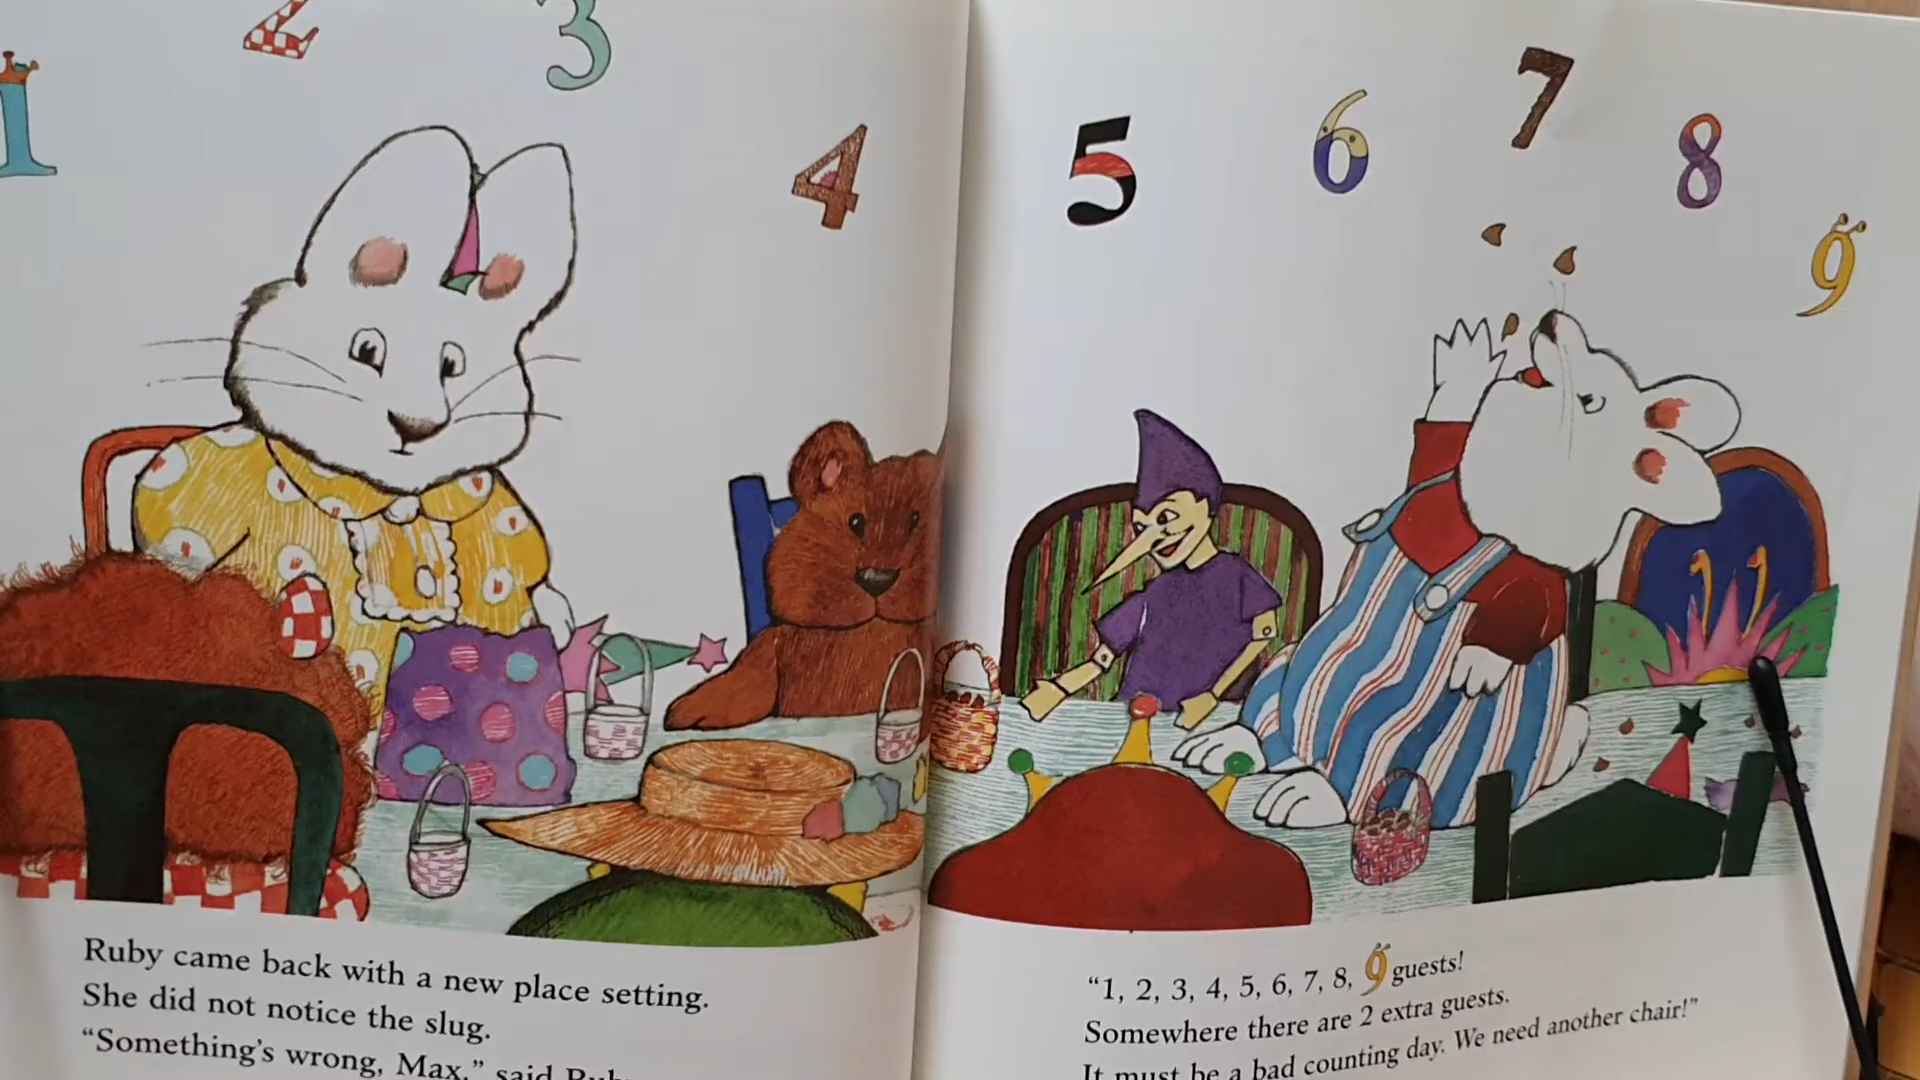 1
2
3
4
5
6
7
8
9
Ruby came back with a new place setting.
She did not notice the slug.
“Something’s wrong, Max,” said
“1, 2, 3, 4, 5, 6, 7, 8, 9 guests!
Somewhere there are 2 extra guests.
It must be a bad counting day. We need another chair!”